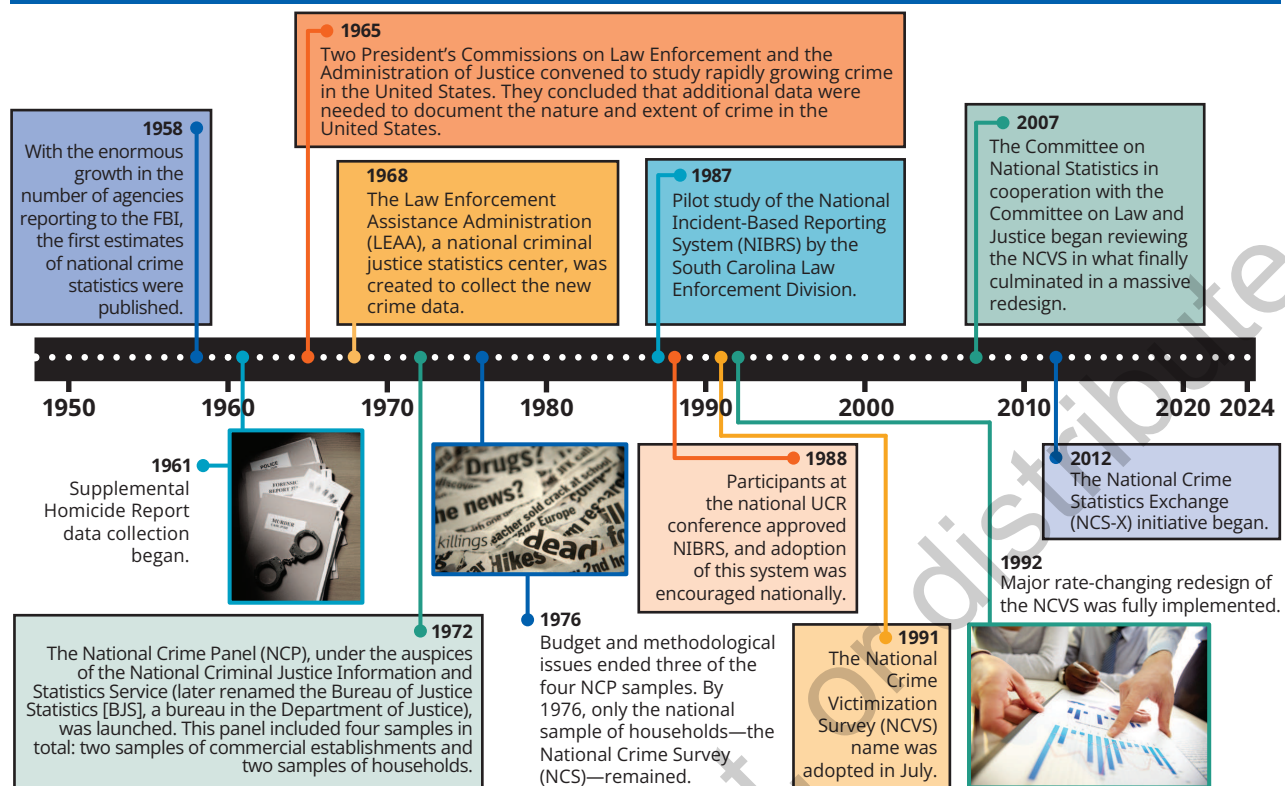 1965
Two President’s Commissions on Law Enforcement and the
Administration of Justice convened to study rapidly growing crime
in the United States. They concluded that additional data were
needed to document the nature and extent of crime in the
United States.
1958
With the enormous
growth in the
number of agencies
reporting to the FBI,
the first estimates
of national crime
statistics were
published.
1968
The Law Enforcement
Assistance Administration
(LEAA), a national criminal
justice statistics center, was
created to collect the new
crime data.
1987
Pilot study of the National
Incident-Based Reporting
System (NIBRS) by the
South Carolina Law
Enforcement Division.
2007
The Committee on
National Statistics in
cooperation with the
Committee on Law and
Justice began reviewing
the NCVS in what finally
culminated in a massive
redesign.
1950 1960 1970 1980 1990 2000 2010 2020 2024
1961
Supplemental
Homicide Report
data collection
began.
POLICE
FORENSIC
REPORT
MURDER
Drugs?
he news?
killings
eacher sold crack at school
Europe
dead
Hikes
2nd
1988
Participants at
the national UCR
conference approved
NIBRS, and adoption
of this system was
encouraged nationally.
2012
The National Crime
Statistics Exchange
(NCS-X) initiative began.
1992
Major rate-changing redesign of
the NCVS was fully implemented.
1972
The National Crime Panel (NCP), under the auspices
of the National Criminal Justice Information and
Statistics Service (later renamed the Bureau of Justice
Statistics [BJS], a bureau in the Department of Justice),
was launched. This panel included four samples in
total: two samples of commercial establishments and
two samples of households.
1976
Budget and methodological
issues ended three of the
four NCP samples. By
1976, only the national
sample of households—the
National Crime Survey
(NCS)—remained.
1991
The National
Crime
Victimization
Survey (NCVS)
name was
adopted in July.
or distribute